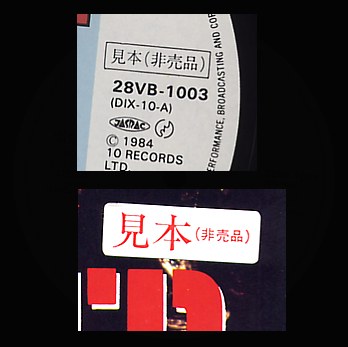 見本(非売品)
28VB-1003
(DIX-10-A)
JASRAC
Ⓒ 1984
10 RECORDS
LTD.
PERFORMANCE, BROADCASTING AND COP
見本(非売品)